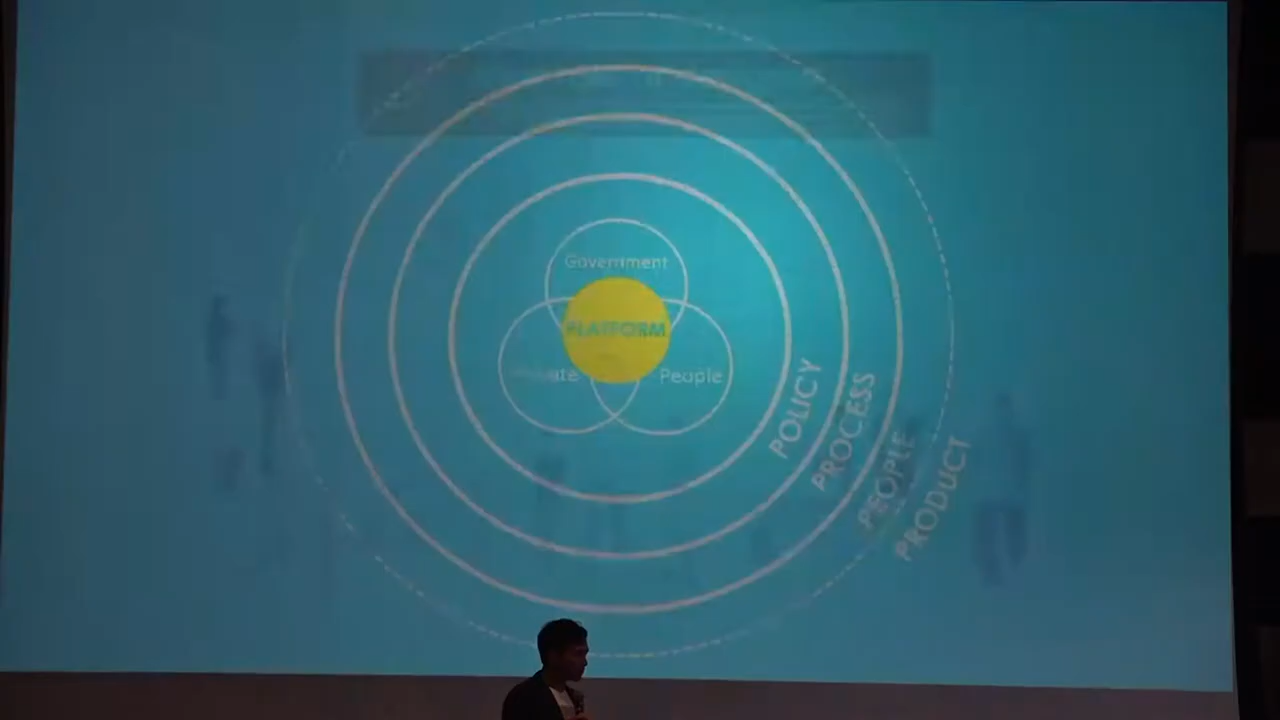 Government
PLATFORM
People
POLICY
PROCESS
PEOPLE
PRODUCT